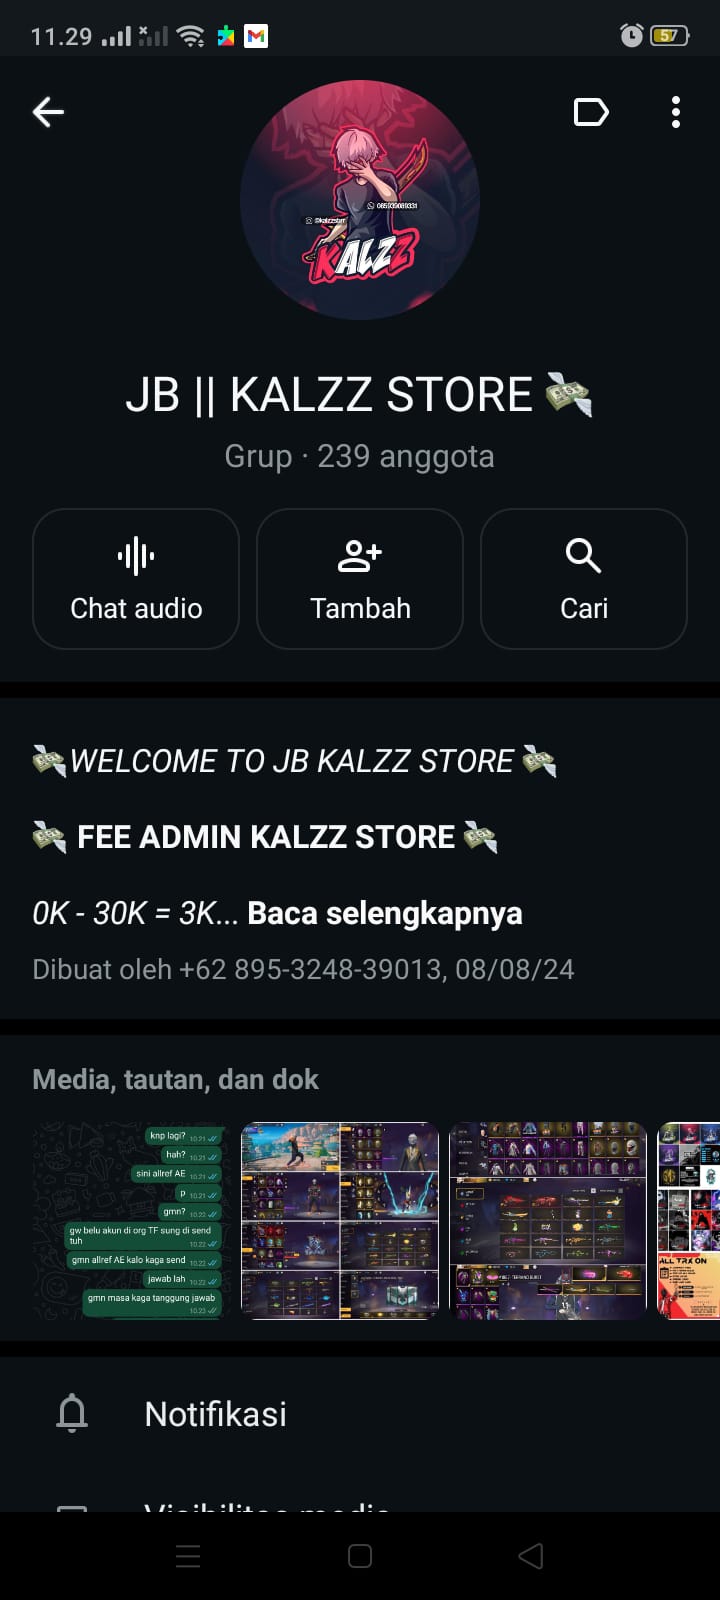 11.29
57
085939089331
@kalzzstrr
KALZZ
JB || KALZZ STORE 💸
Grup · 239 anggota
Chat audio
Tambah
Cari
💸WELCOME TO JB KALZZ STORE 💸
💸 FEE ADMIN KALZZ STORE 💸
0K - 30K = 3K... Baca selengkapnya
Dibuat oleh +62 895-3248-39013, 08/08/24
Media, tautan, dan dok
knp lagi? 10.21
hah? 10.21
sini allref AE 10.21
P 10.21
gmn? 10.22
gw belu akun di org TF sung di send
tuh 10.22
gmn allref AE kalo kaga send 10.22
jawab lah 10.22
gmn masa kaga tanggung jawab
10.23
ALL TRX ON
Notifikasi
Visibilitas media